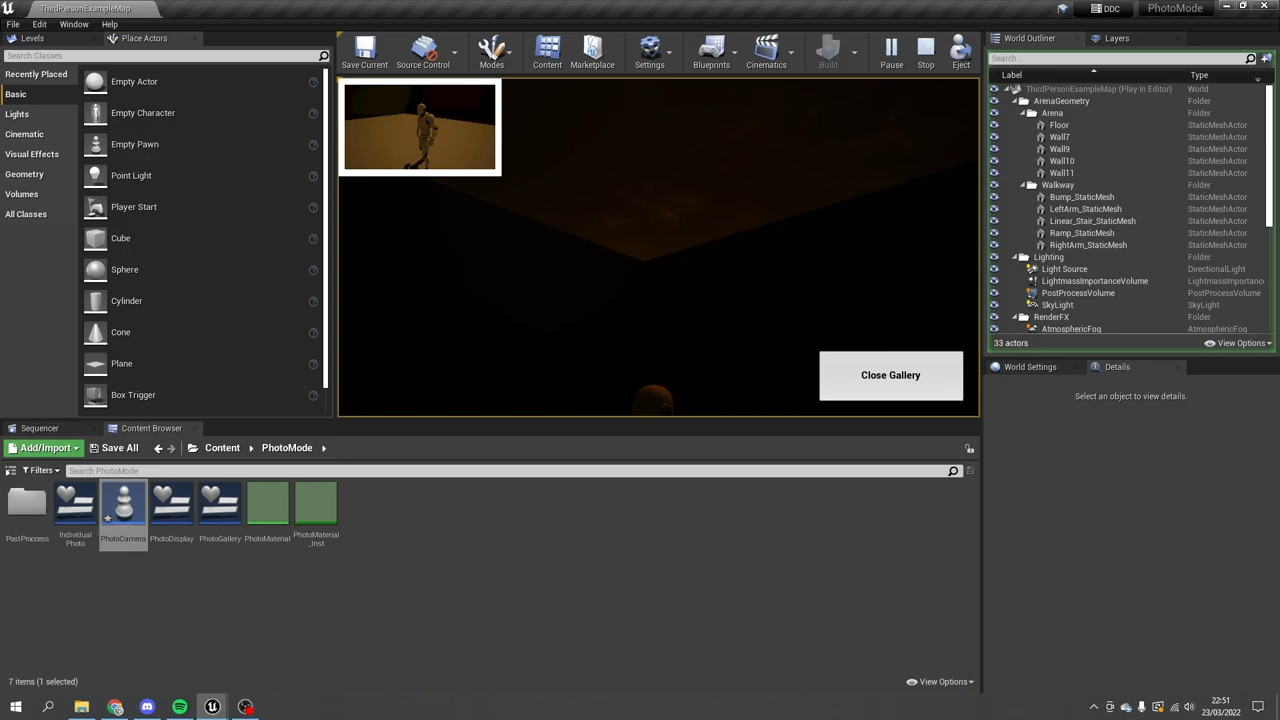 ThirdPersonExampleMap
DDC
PhotoMode
File Edit Window Help
Levels
Place Actors
Search Classes
Recently Placed
Basic
Lights
Cinematic
Visual Effects
Geometry
Volumes
All Classes
Empty Actor
Empty Character
Empty Pawn
Point Light
Player Start
Cube
Sphere
Cylinder
Cone
Plane
Box Trigger
Save Current
Source Control
Modes
Content
Marketplace
Settings
Blueprints
Cinematics
Build
Pause
Stop
Eject
Close Gallery
World Outliner
Layers
Search...
Label Type
ThirdPersonExampleMap (Play In Editor) World
ArenaGeometry Folder
Arena Folder
Floor StaticMeshActor
Wall7 StaticMeshActor
Wall9 StaticMeshActor
Wall10 StaticMeshActor
Wall11 StaticMeshActor
Walkway Folder
Bump_StaticMesh StaticMeshActor
LeftArm_StaticMesh StaticMeshActor
Linear_Stair_StaticMesh StaticMeshActor
Ramp_StaticMesh StaticMeshActor
RightArm_StaticMesh StaticMeshActor
Lighting Folder
Light Source DirectionalLight
LightmassImportanceVolume LightmassImportance
PostProcessVolume PostProcessVolume
SkyLight SkyLight
RenderFX Folder
AtmosphericFog AtmosphericFog
33 actors
View Options
World Settings
Details
Select an object to view details.
Sequencer
Content Browser
Add/Import
Save All
Content
PhotoMode
Filters
Search PhotoMode
PostProccess
Individual
Photo
PhotoCamera
PhotoDisplay
PhotoGallery
PhotoMaterial
PhotoMaterial
_Inst
7 items (1 selected)
View Options
22:51
23/03/2022